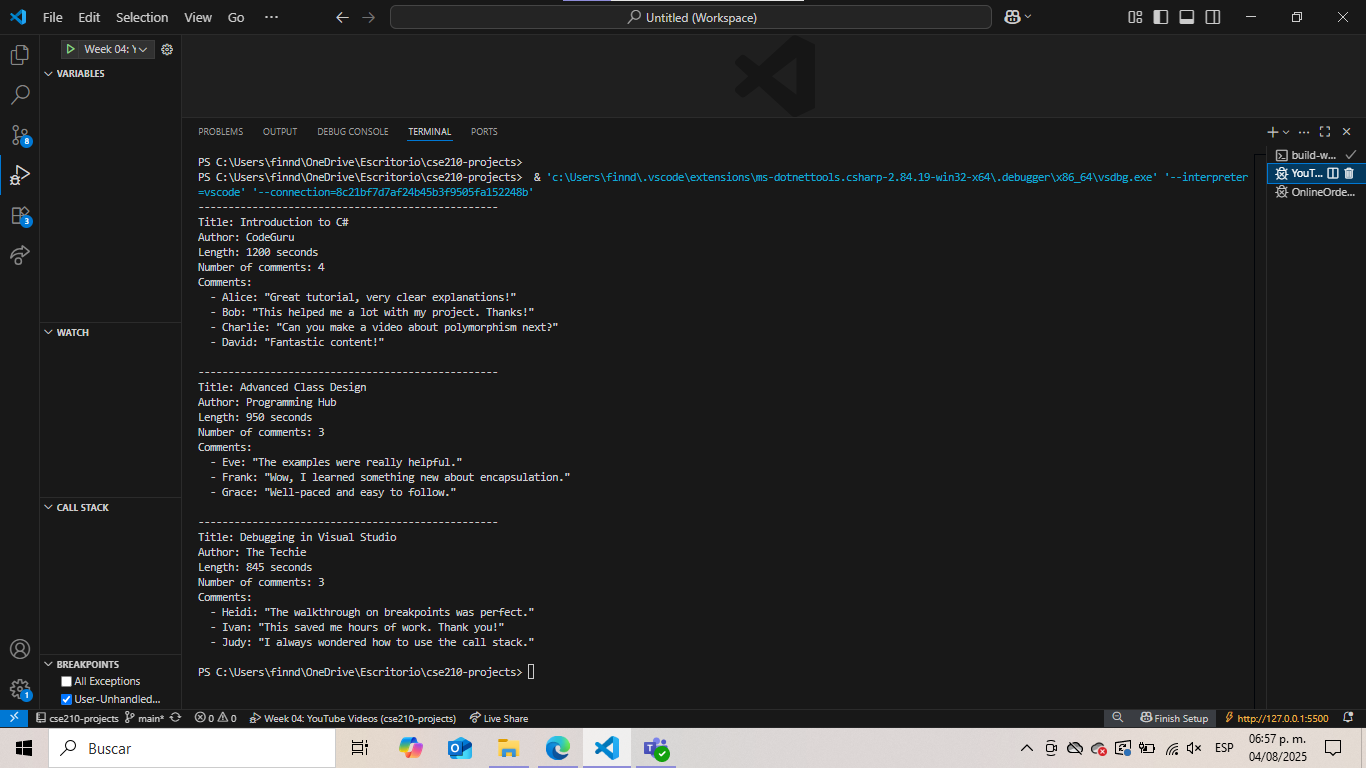 File Edit Selection View Go ··· Untitled (Workspace)
Week 04: Y
VARIABLES
WATCH
CALL STACK
BREAKPOINTS
All Exceptions
User-Unhandled...
8
3
1
PROBLEMS OUTPUT DEBUG CONSOLE TERMINAL PORTS
PS C:\Users\finnd\OneDrive\Escritorio\cse210-projects>
PS C:\Users\finnd\OneDrive\Escritorio\cse210-projects>  & 'c:\Users\finnd\.vscode\extensions\ms-dotnettools.csharp-2.84.19-win32-x64\.debugger\x86_64\vsdbg.exe' '--interpreter
=vscode' '--connection=8c21bf7d7af24b45b3f9505fa152248b'
--------------------------------------------------
Title: Introduction to C#
Author: CodeGuru
Length: 1200 seconds
Number of comments: 4
Comments:
  - Alice: "Great tutorial, very clear explanations!"
  - Bob: "This helped me a lot with my project. Thanks!"
  - Charlie: "Can you make a video about polymorphism next?"
  - David: "Fantastic content!"
--------------------------------------------------
Title: Advanced Class Design
Author: Programming Hub
Length: 950 seconds
Number of comments: 3
Comments:
  - Eve: "The examples were really helpful."
  - Frank: "Wow, I learned something new about encapsulation."
  - Grace: "Well-paced and easy to follow."
--------------------------------------------------
Title: Debugging in Visual Studio
Author: The Techie
Length: 845 seconds
Number of comments: 3
Comments:
  - Heidi: "The walkthrough on breakpoints was perfect."
  - Ivan: "This saved me hours of work. Thank you!"
  - Judy: "I always wondered how to use the call stack."
PS C:\Users\finnd\OneDrive\Escritorio\cse210-projects>
build-w...
YouT...
OnlineOrde...
cse210-projects main* 0 0 Week 04: YouTube Videos (cse210-projects) Live Share Finish Setup http://127.0.0.1:5500
Buscar
ESP
06:57 p. m.
04/08/2025